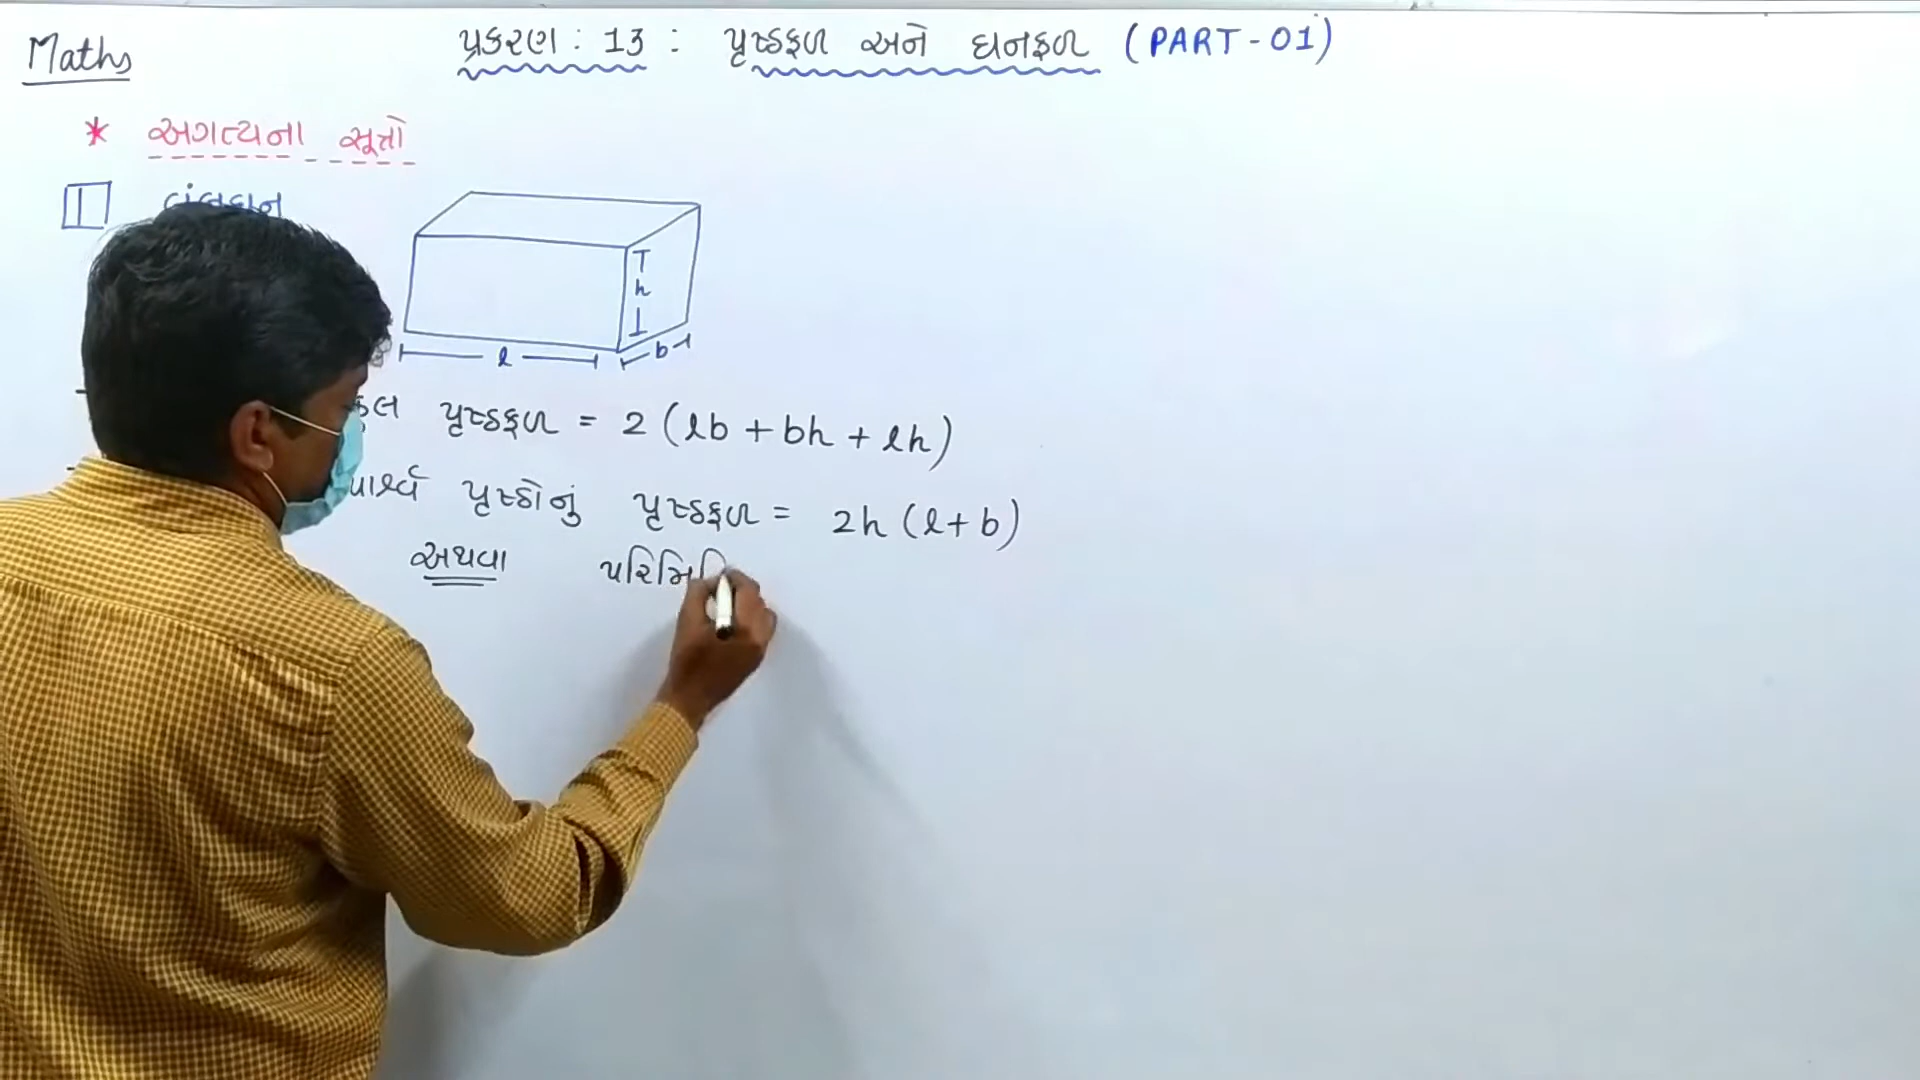 Maths
પ્રકરણ : 13 : પૃષ્ઠફળ અને ઘનફળ (PART-01)
* અગત્યના સૂત્રો
1 લંબઘન
h
l b
કુલ પૃષ્ઠફળ = 2 (lb + bh + lh)
પાર્શ્વ પૃષ્ઠોનું પૃષ્ઠફળ = 2h (l + b)
અથવા